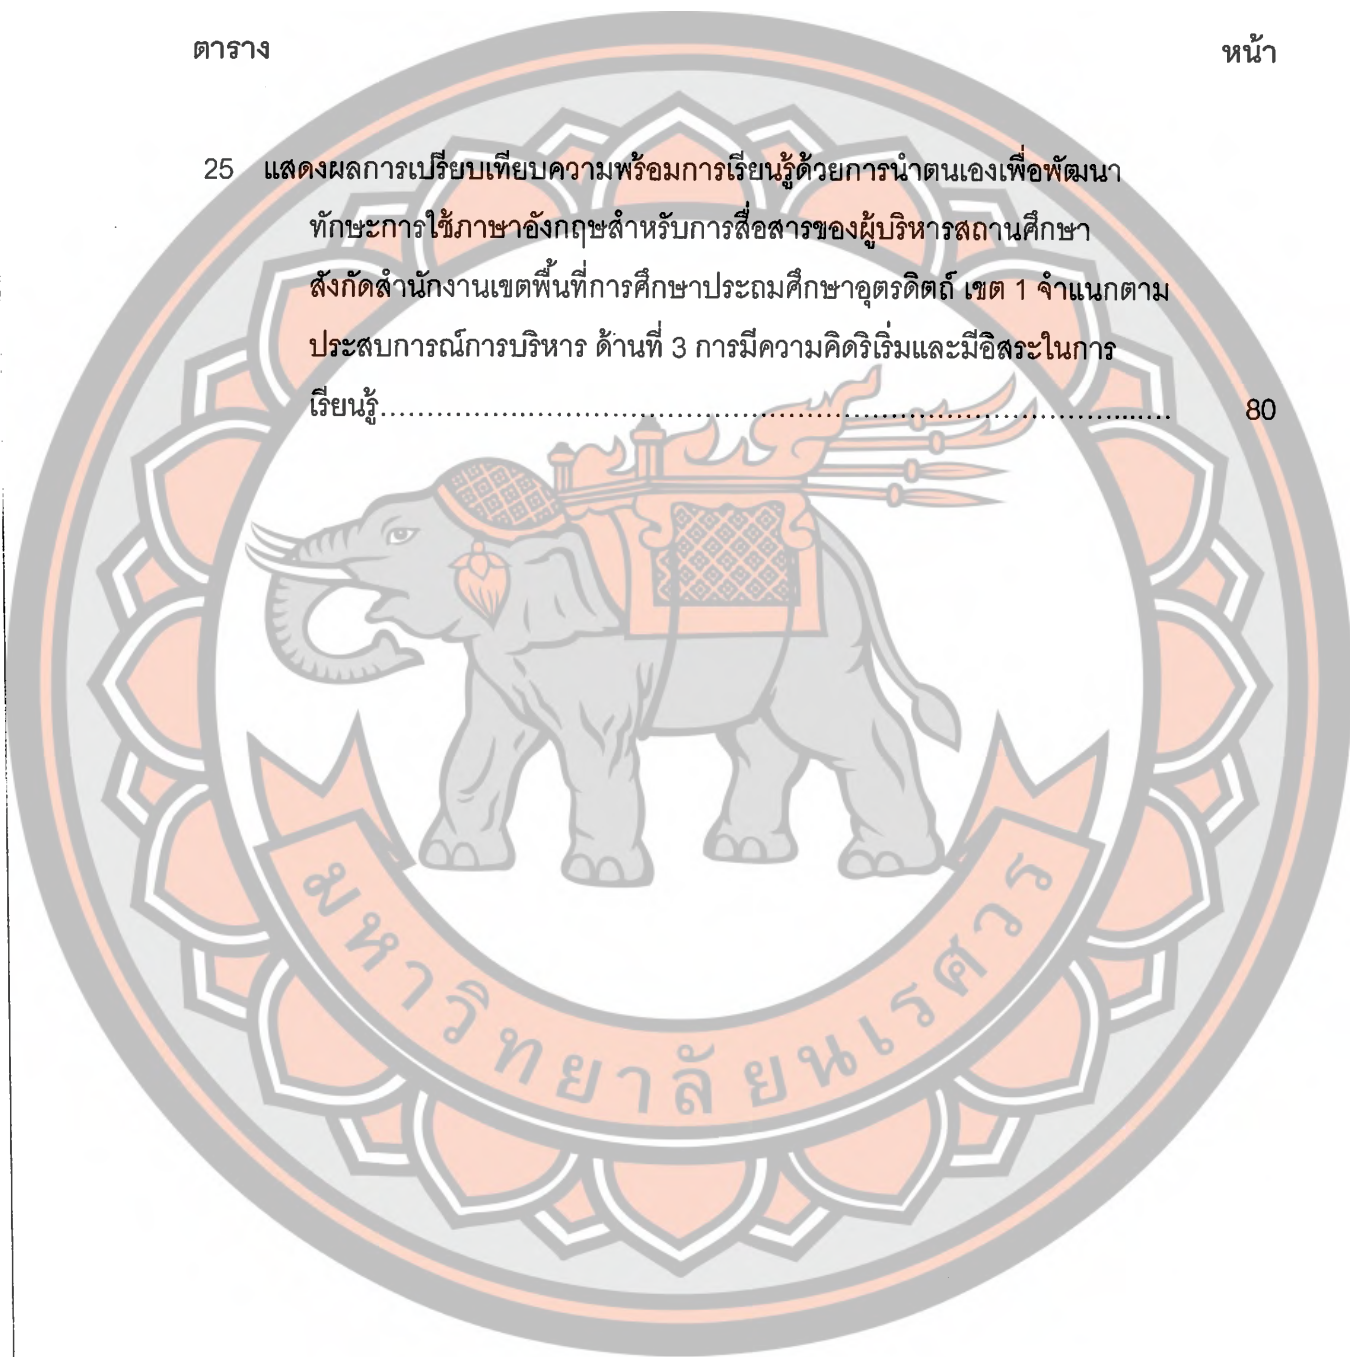 ตาราง หน้า
25 แสดงผลการเปรียบเทียบความพร้อมการเรียนรู้ด้วยการนำตนเองเพื่อพัฒนา
ทักษะการใช้ภาษาอังกฤษสำหรับการสื่อสารของผู้บริหารสถานศึกษา
สังกัดสำนักงานเขตพื้นที่การศึกษาประถมศึกษาอุตรดิตถ์ เขต 1 จำแนกตาม
ประสบการณ์การบริหาร ด้านที่ 3 การมีความคิดริเริ่มและมีอิสระในการ
เรียนรู้........................................................................................ 80
มหาวิทยาลัยนเรศวร